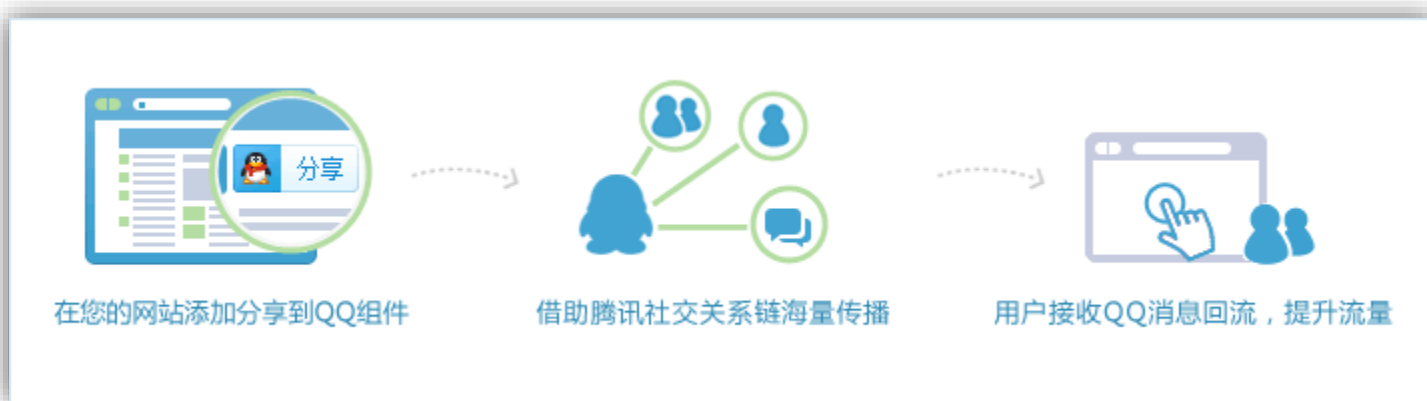 分享
在您的网站添加分享到QQ组件
借助腾讯社交关系链海量传播
用户接收QQ消息回流，提升流量